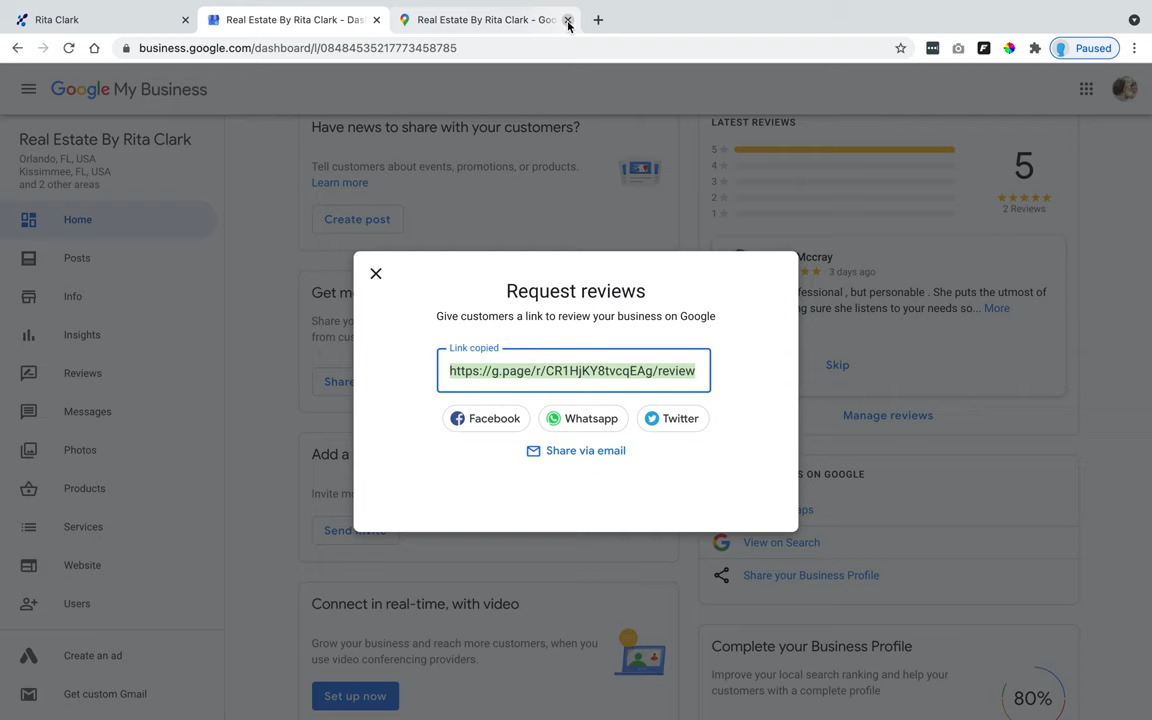 Rita Clark
Real Estate By Rita Clark - Das
Real Estate By Rita Clark - Goo
business.google.com/dashboard/l/08484535217773458785
Paused
Google My Business
Real Estate By Rita Clark
Orlando, FL, USA
Kissimmee, FL, USA
and 2 other areas
Home
Posts
Info
Insights
Reviews
Messages
Photos
Products
Services
Website
Users
Create an ad
Get custom Gmail
Have news to share with your customers?
Tell customers about events, promotions, or products.
Learn more
Create post
Get m
Share yo
from cus
Share
Add a
Invite m
Send invite
Connect in real-time, with video
Grow your business and reach more customers, when you
use video conferencing providers.
Set up now
Request reviews
Give customers a link to review your business on Google
Link copied
https://g.page/r/CR1HjKY8tvcqEAg/review
Facebook
Whatsapp
Twitter
Share via email
LATEST REVIEWS
5
4
3
2
1
5
2 Reviews
Mccray
3 days ago
fessional , but personable . She puts the utmost of
ng sure she listens to your needs so... More
Skip
Manage reviews
S ON GOOGLE
aps
View on Search
Share your Business Profile
Complete your Business Profile
Improve your local search ranking and help your
customers with a complete profile
80%